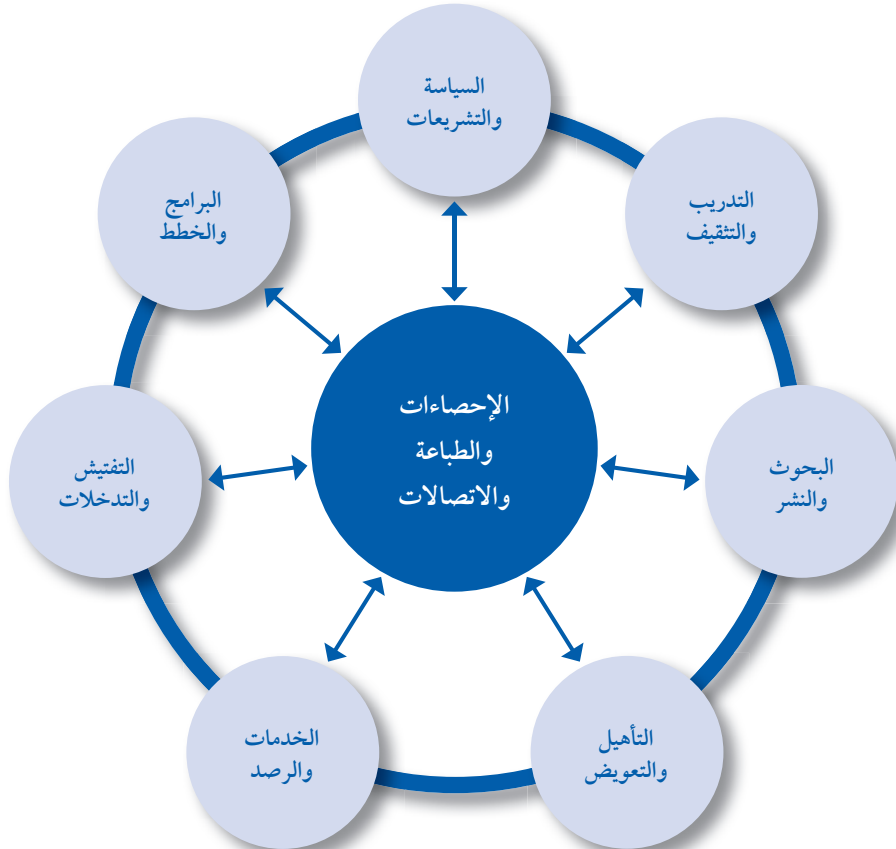 السياسة
والتشريعات
التدريب
والتثقيف
البحوث
والنشر
التأهيل
والتعويض
الخدمات
والرصد
التفتيش
والتدخلات
البرامج
والخطط
الإحصاءات
والطباعة
والاتصالات